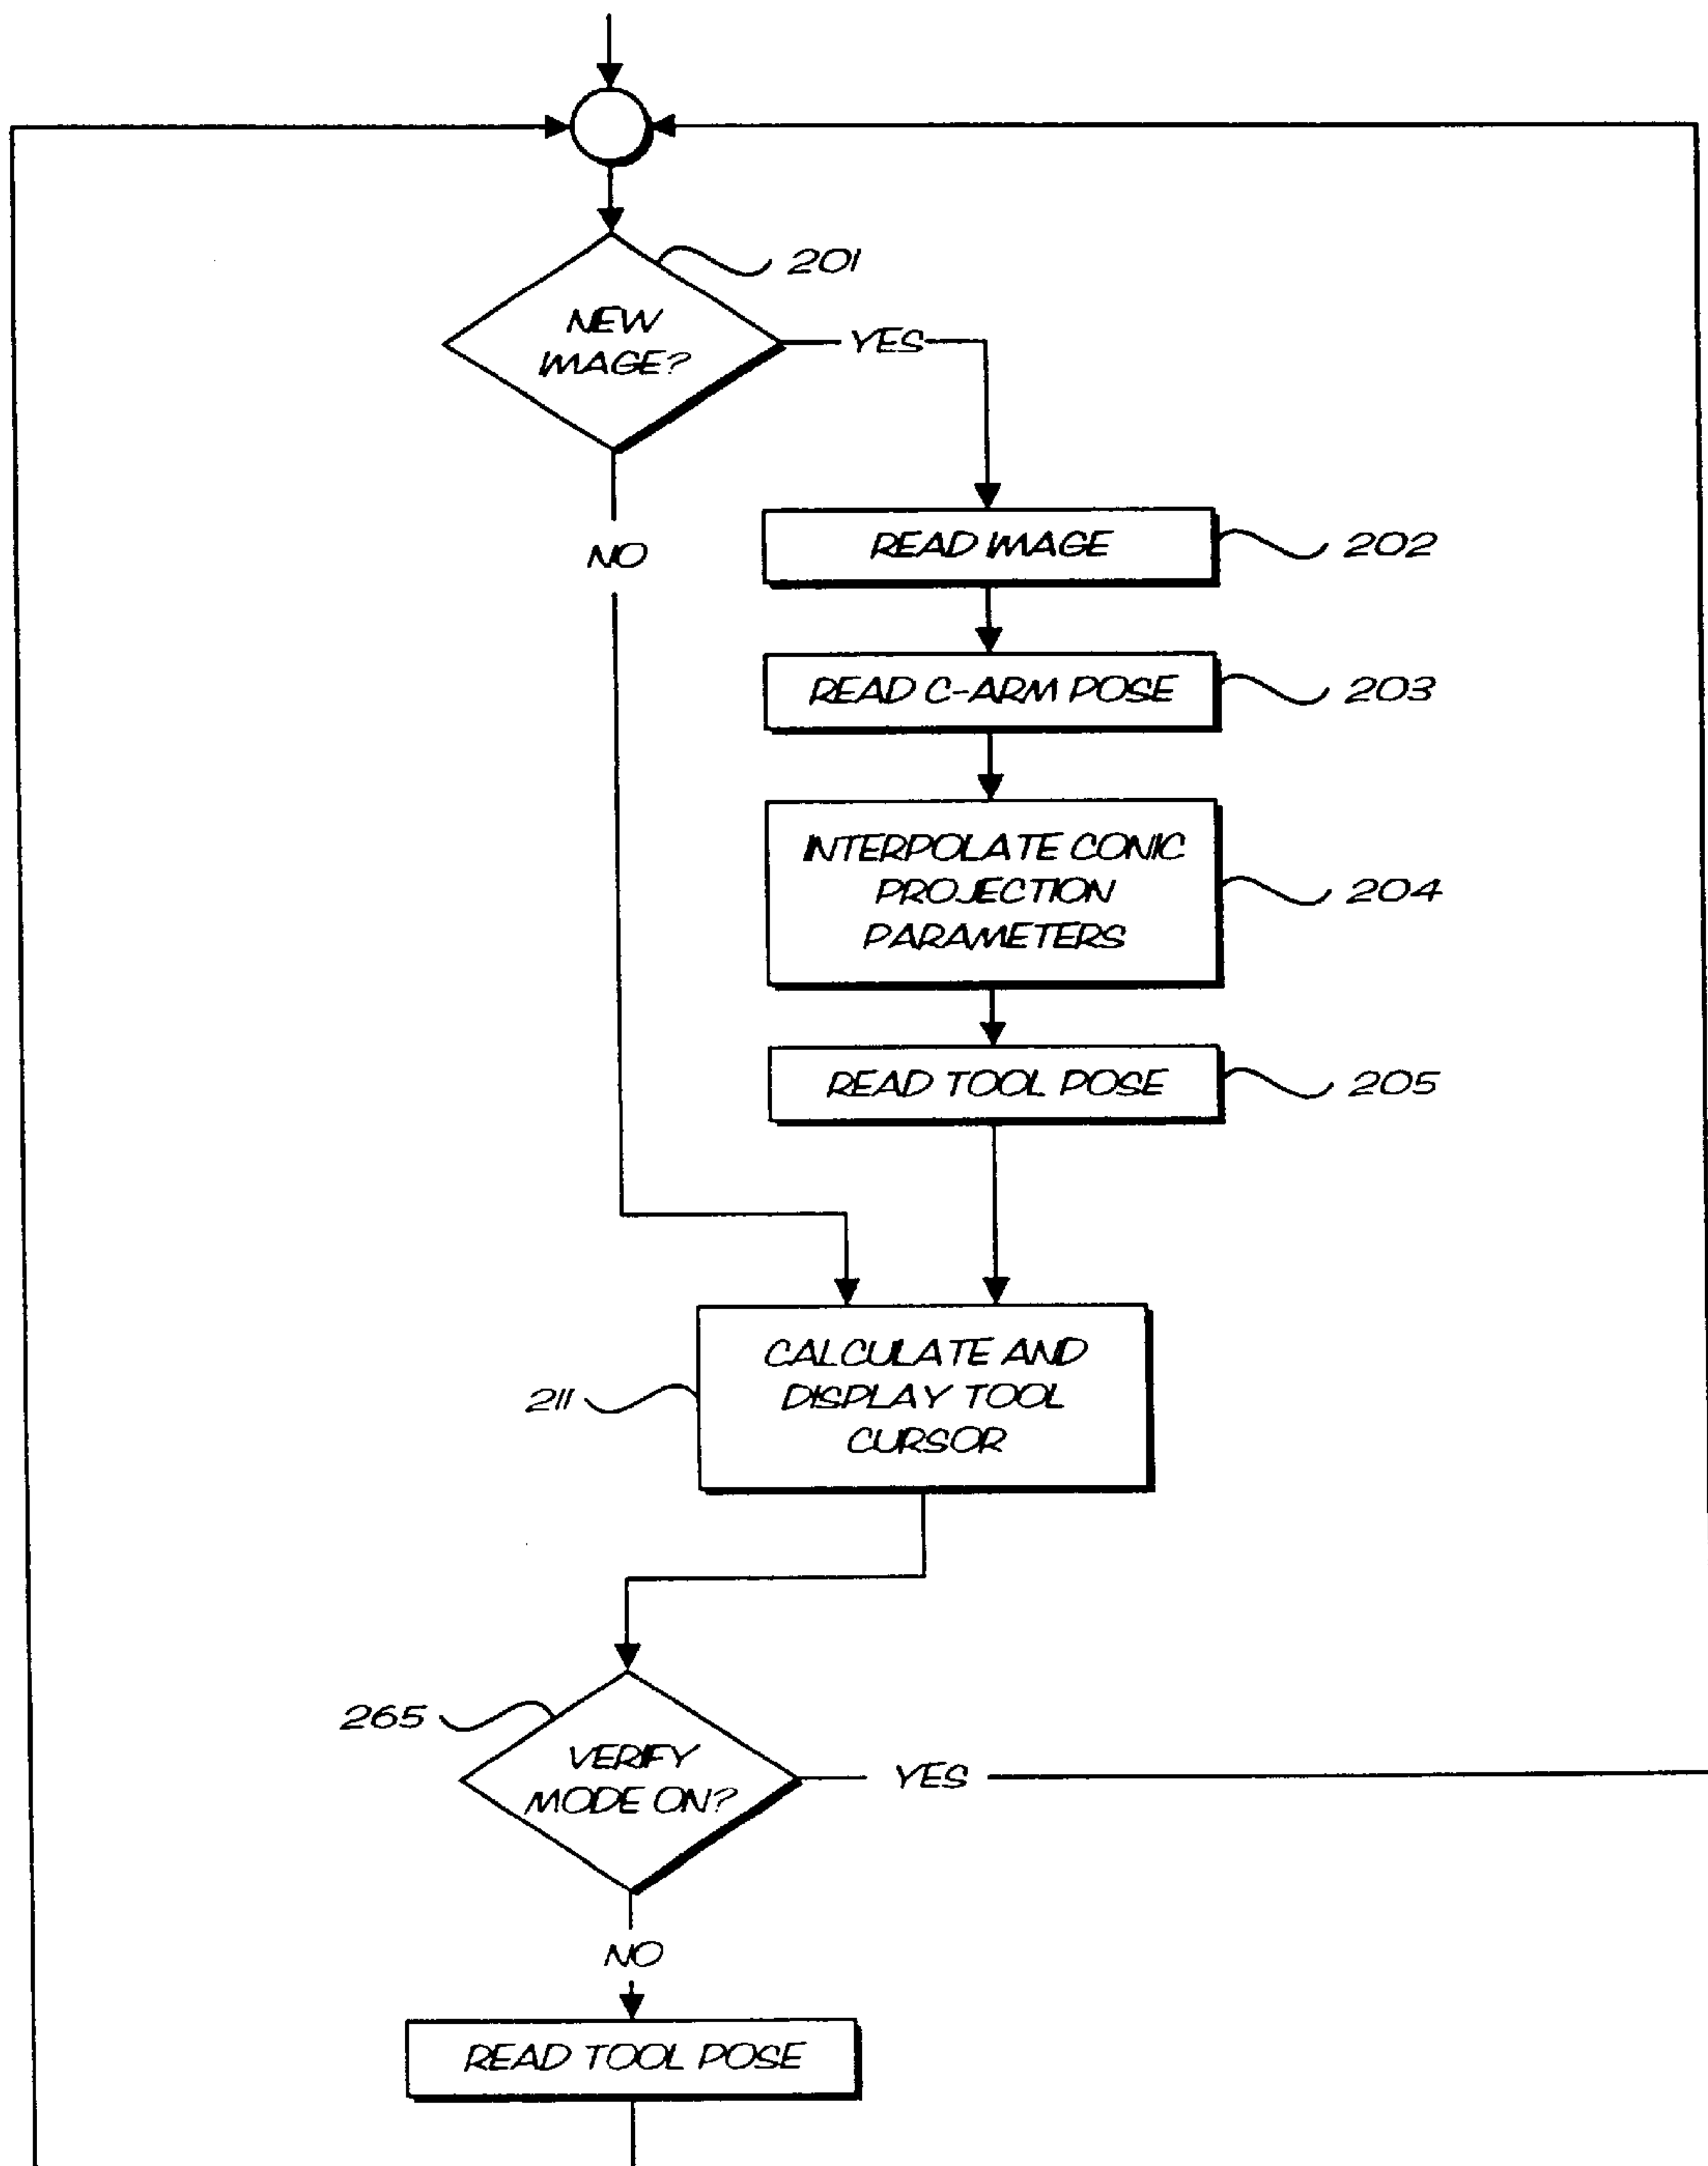 201
NEW
IMAGE?
YES
NO
READ IMAGE
202
READ C-ARM POSE
203
INTERPOLATE CONIC
PROJECTION
PARAMETERS
204
READ TOOL POSE
205
CALCULATE AND
DISPLAY TOOL
CURSOR
211
265
VERIFY
MODE ON?
YES
NO
READ TOOL POSE